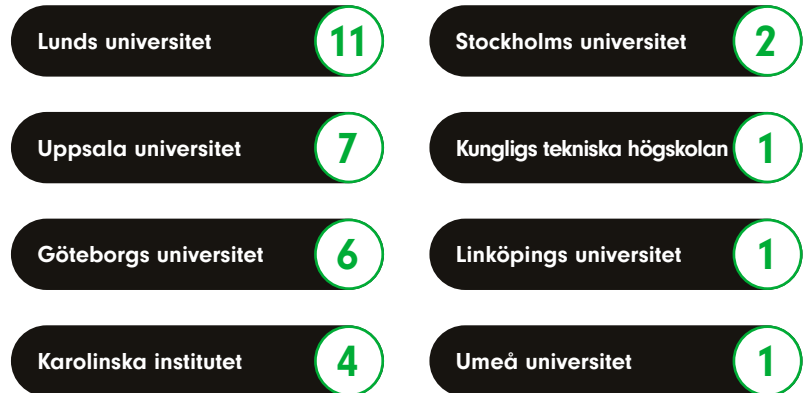 Lunds universitet 11
Uppsala universitet 7
Göteborgs universitet 6
Karolinska institutet 4
Stockholms universitet 2
Kungligs tekniska högskolan 1
Linköpings universitet 1
Umeå universitet 1